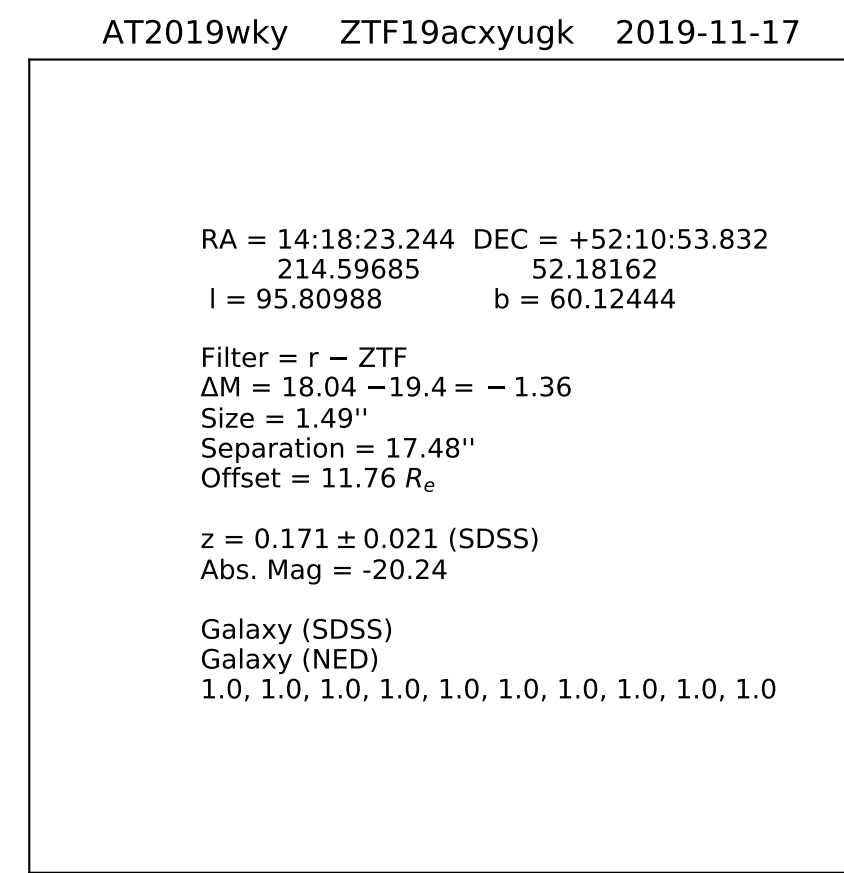 AT2019wky ZTF19acxyugk 2019-11-17
RA = 14:18:23.244 DEC = +52:10:53.832
214.59685 52.18162
l = 95.80988 b = 60.12444
Filter = r − ZTF
ΔM = 18.04 −19.4 = − 1.36
Size = 1.49''
Separation = 17.48''
Offset = 11.76 Rₑ
z = 0.171 ± 0.021 (SDSS)
Abs. Mag = -20.24
Galaxy (SDSS)
Galaxy (NED)
1.0, 1.0, 1.0, 1.0, 1.0, 1.0, 1.0, 1.0, 1.0, 1.0